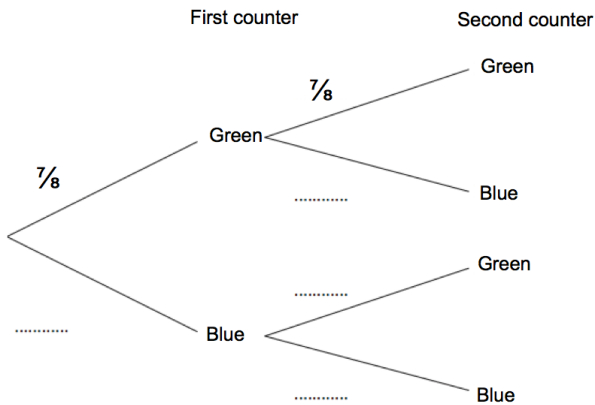 First counter
Second counter
⅞
Green
⅞
Green
............
Blue
............
Blue
............
Green
............
Blue